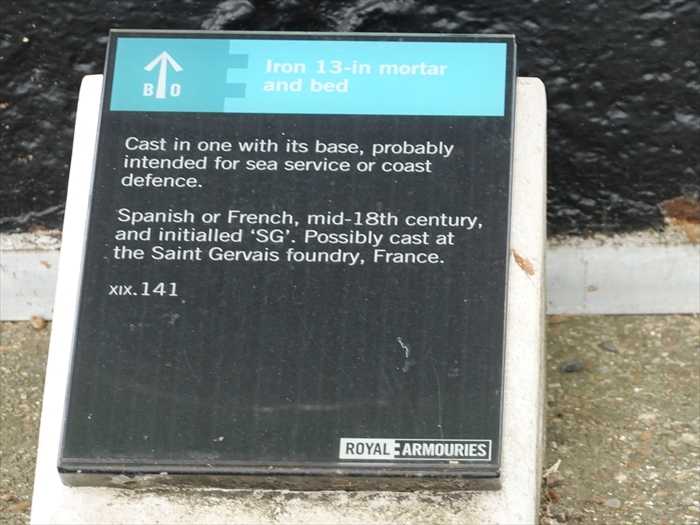 B O
Iron 13-in mortar
and bed
Cast in one with its base, probably
intended for sea service or coast
defence.
Spanish or French, mid-18th century,
and initialled ‘SG’. Possibly cast at
the Saint Gervais foundry, France.
XIX.141
ROYAL ARMOURIES